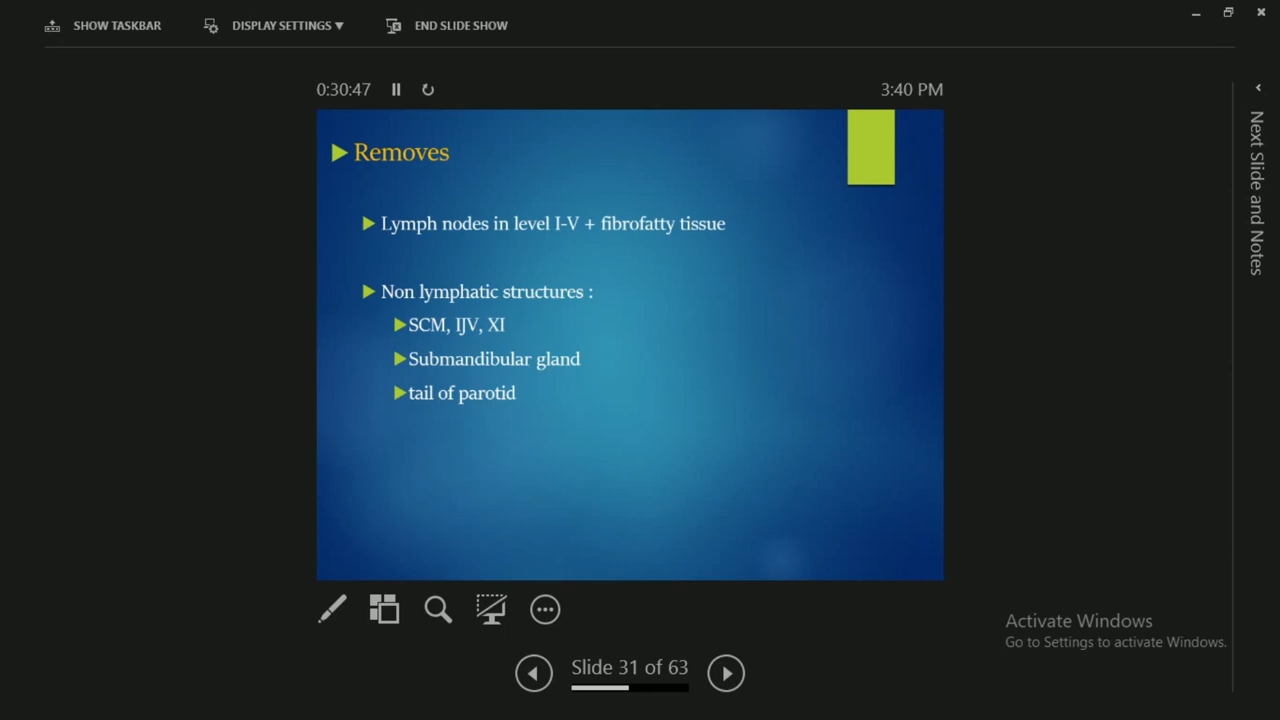 SHOW TASKBAR
DISPLAY SETTINGS ▼
END SLIDE SHOW
0:30:47
3:40 PM
Removes
Lymph nodes in level I-V + fibrofatty tissue
Non lymphatic structures :
SCM, IJV, XI
Submandibular gland
tail of parotid
Next Slide and Notes
Activate Windows
Go to Settings to activate Windows.
Slide 31 of 63